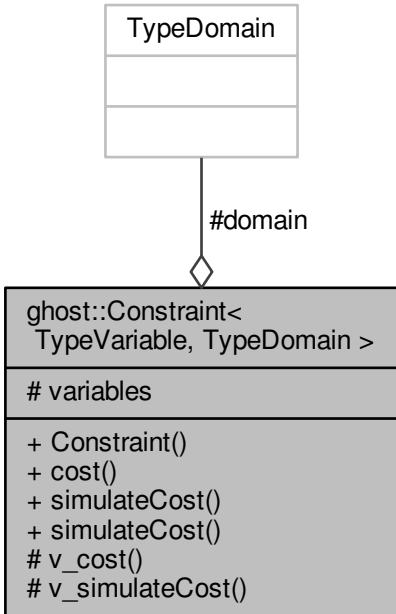 TypeDomain
#domain
ghost::Constraint<
TypeVariable, TypeDomain >
# variables
+ Constraint()
+ cost()
+ simulateCost()
+ simulateCost()
# v_cost()
# v_simulateCost()